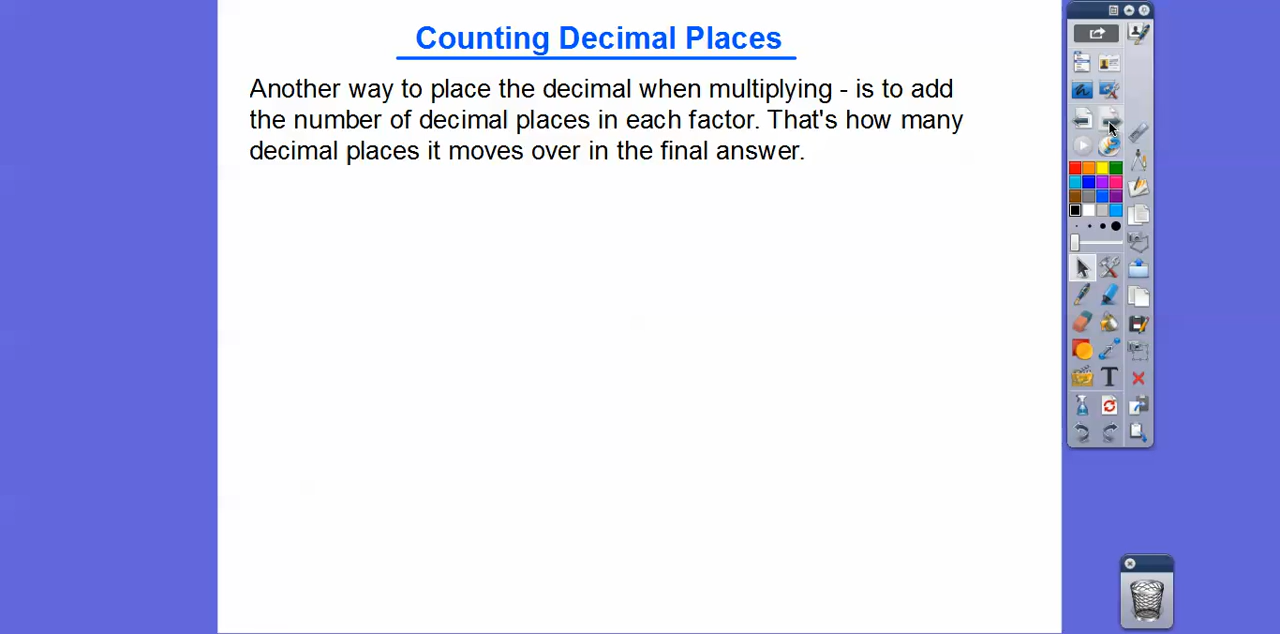 Counting Decimal Places
Another way to place the decimal when multiplying - is to add
the number of decimal places in each factor. That's how many
decimal places it moves over in the final answer.
T